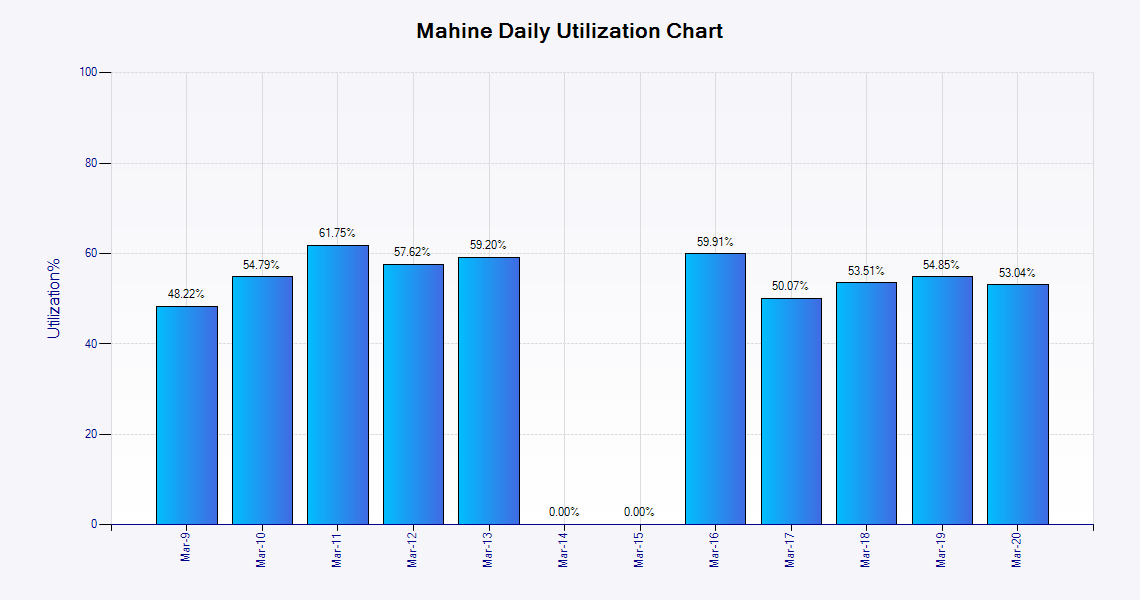 Mahine Daily Utilization Chart
Utilization%
100
80
60
40
20
0
48.22%
54.79%
61.75%
57.62%
59.20%
0.00%
0.00%
59.91%
50.07%
53.51%
54.85%
53.04%
Mar-9
Mar-10
Mar-11
Mar-12
Mar-13
Mar-14
Mar-15
Mar-16
Mar-17
Mar-18
Mar-19
Mar-20